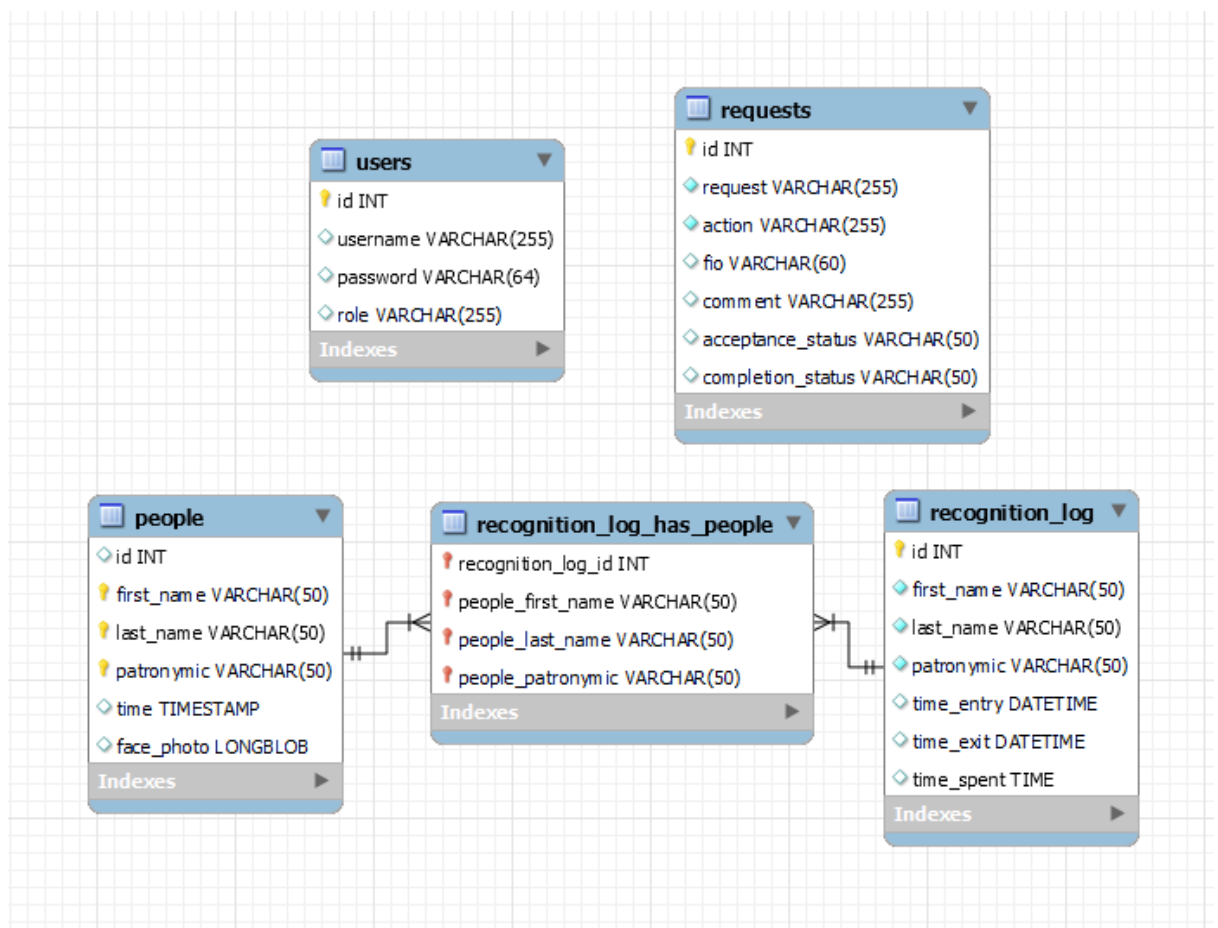 users
id INT
username VARCHAR(255)
password VARCHAR(64)
role VARCHAR(255)
Indexes
requests
id INT
request VARCHAR(255)
action VARCHAR(255)
fio VARCHAR(60)
comment VARCHAR(255)
acceptance_status VARCHAR(50)
completion_status VARCHAR(50)
Indexes
people
id INT
first_name VARCHAR(50)
last_name VARCHAR(50)
patronymic VARCHAR(50)
time TIMESTAMP
face_photo LONGBLOB
Indexes
recognition_log_has_people
recognition_log_id INT
people_first_name VARCHAR(50)
people_last_name VARCHAR(50)
people_patronymic VARCHAR(50)
Indexes
recognition_log
id INT
first_name VARCHAR(50)
last_name VARCHAR(50)
patronymic VARCHAR(50)
time_entry DATETIME
time_exit DATETIME
time_spent TIME
Indexes